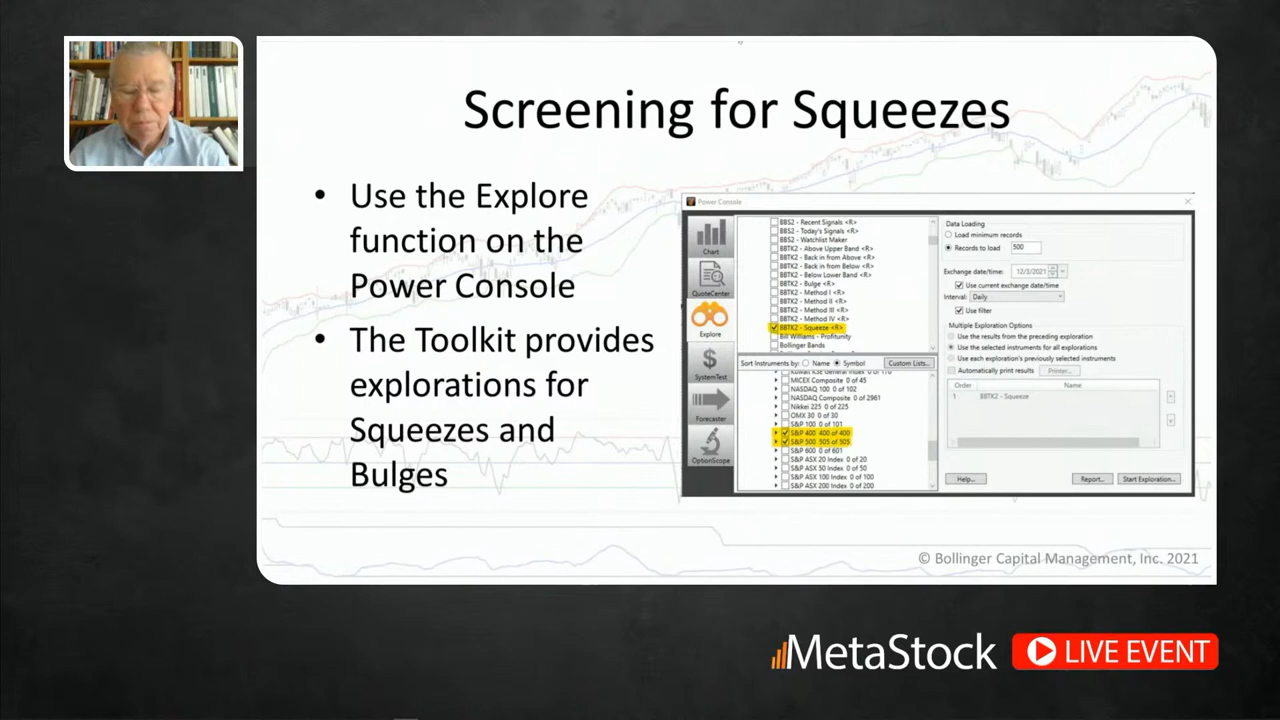 Screening for Squeezes
• Use the Explore
function on the
Power Console
• The Toolkit provides
explorations for
Squeezes and
Bulges
Power Console
Chart
QuoteCenter
Explore
SystemTest
Forecaster
OptionScope
BBS2 - Recent Signals <R>
BBS2 - Today's Signals <R>
BBS2 - Watchlist Maker
BBTK2 - Above Upper Band <R>
BBTK2 - Back in from Above <R>
BBTK2 - Back in from Below <R>
BBTK2 - Below Lower Band <R>
BBTK2 - Bulge <R>
BBTK2 - Method I <R>
BBTK2 - Method II <R>
BBTK2 - Method III <R>
BBTK2 - Method IV <R>
BBTK2 - Squeeze <R>
Bill Williams - Profitunity
Bollinger Bands
Sort Instruments by: Name Symbol Custom Lists...
Kuwait KSE General Index 0 of 170
MICEX Composite 0 of 45
NASDAQ 100 0 of 102
NASDAQ Composite 0 of 2961
Nikkei 225 0 of 225
OMX 30 0 of 30
S&P 100 0 of 101
S&P 400 400 of 400
S&P 500 505 of 505
S&P 600 0 of 601
S&P ASX 20 Index 0 of 20
S&P ASX 50 Index 0 of 50
S&P ASX 100 Index 0 of 100
S&P ASX 200 Index 0 of 200
Data Loading
Load minimum records
Records to load 500
Exchange date/time: 12/3/2021
Use current exchange date/time
Interval: Daily
Use filter
Multiple Exploration Options
Use the results from the preceding exploration
Use the selected instruments for all explorations
Use each exploration's previously selected instruments
Automatically print results Printer...
Order Name
1 BBTK2 - Squeeze
Help... Report... Start Exploration...
© Bollinger Capital Management, Inc. 2021
MetaStock LIVE EVENT